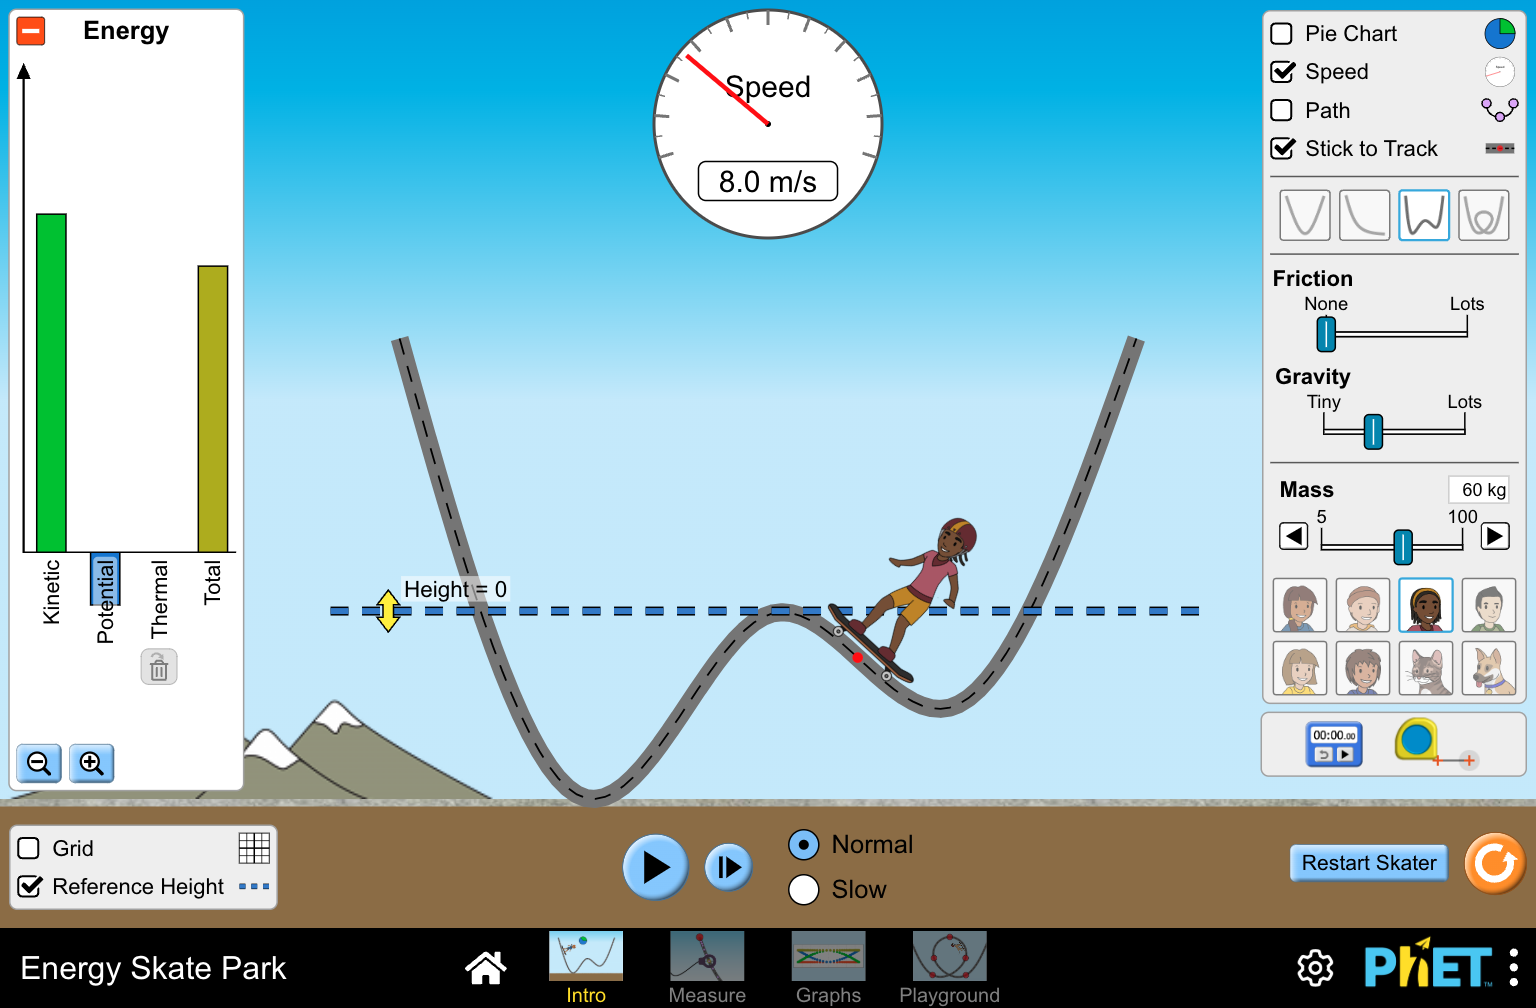 Energy
Kinetic
Potential
Thermal
Total
Speed
8.0 m/s
Height = 0
Pie Chart
Speed
Path
Stick to Track
Friction
None
Lots
Gravity
Tiny
Lots
Mass
60 kg
5
100
00:00.00
Grid
Reference Height
Normal
Slow
Restart Skater
Energy Skate Park
Intro
Measure
Graphs
Playground
PhET